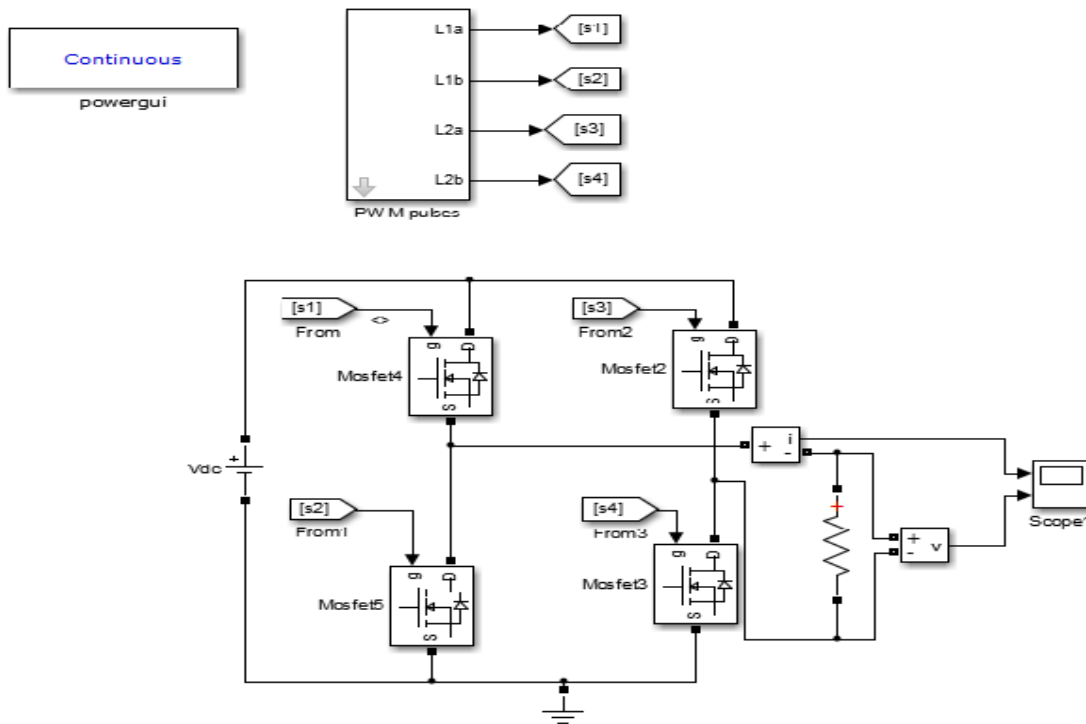 Continuous
powergui
L1a
[s1]
L1b
[s2]
L2a
[s3]
L2b
[s4]
PWM pulses
[s1]
From
<>
[s3]
From2
g
D
Mosfet4
S
g
D
Mosfet2
S
Vdc
+
+
i
-
[s2]
From1
[s4]
From3
+
Scope1
+
-
v
g
D
Mosfet5
S
g
D
Mosfet3
S